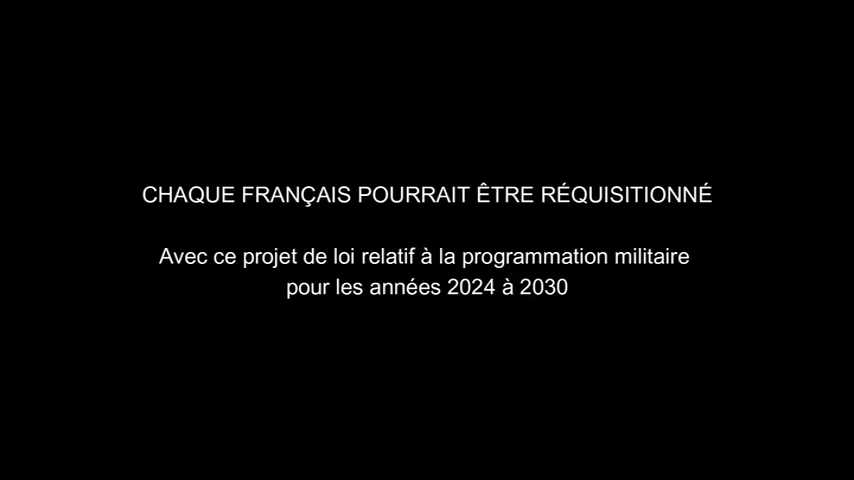 CHAQUE FRANÇAIS POURRAIT ÊTRE RÉQUISITIONNÉ
Avec ce projet de loi relatif à la programmation militaire
pour les années 2024 à 2030